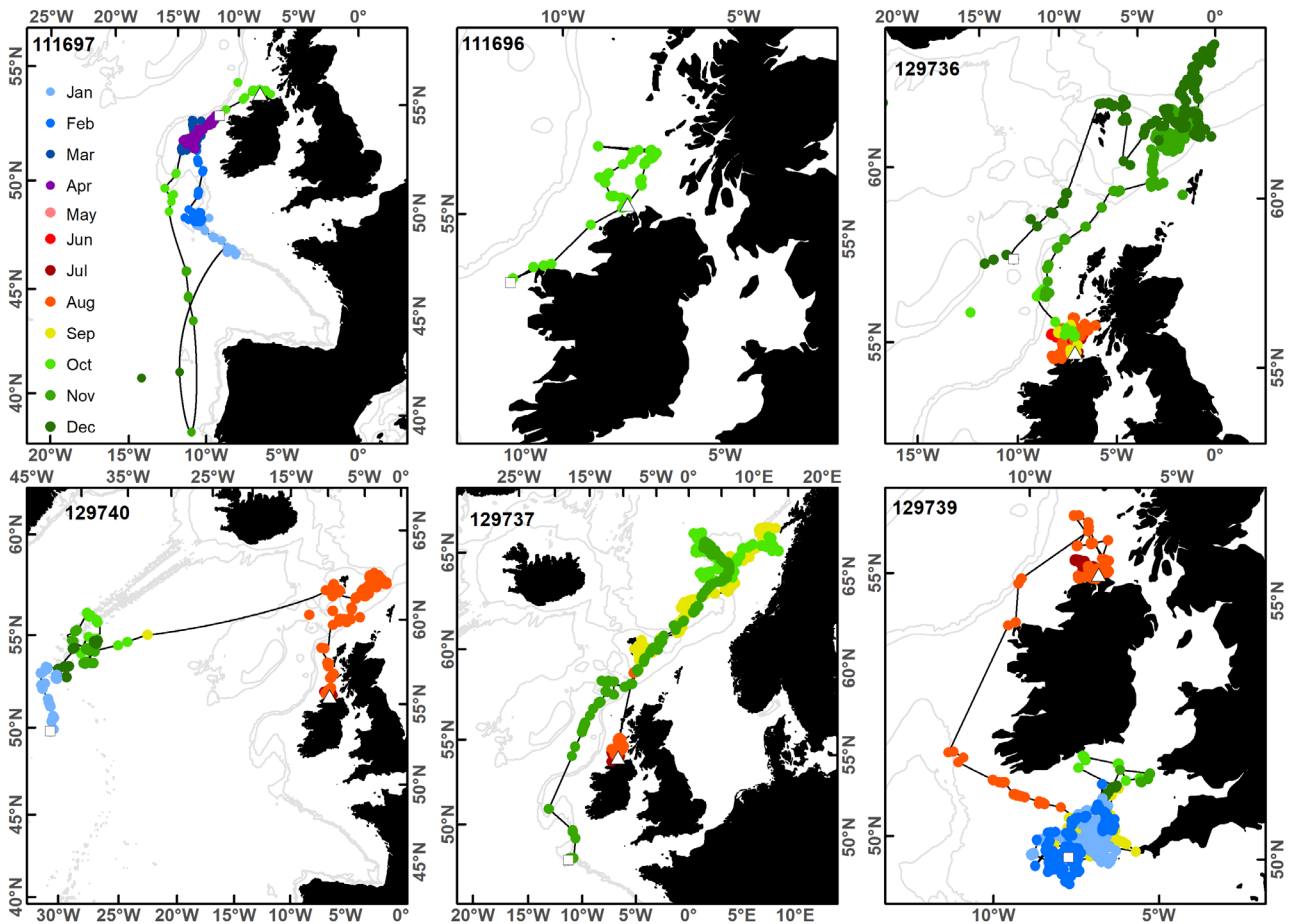 25°W 20°W 15°W 10°W 5°W 0°
10°W 5°W
15°W 10°W 5°W 0°
111697
111696
129736
55°N
50°N
45°N
40°N
Jan
Feb
Mar
Apr
May
Jun
Jul
Aug
Sep
Oct
Nov
Dec
55°N
50°N
45°N
40°N
55°N
55°N
60°N
55°N
60°N
55°N
20°W 15°W 10°W 5°W 0°
10°W 5°W
15°W 10°W 5°W
45°W 35°W 20°W 10°W 5°W 0°
25°W 15°W 5°W 0° 5°E 10°E 20°E
10°W 5°W
129740
129737
129739
60°N
55°N
50°N
45°N
40°N
65°N
60°N
55°N
50°N
45°N
65°N
60°N
55°N
50°N
65°N
60°N
55°N
50°N
55°N
50°N
55°N
50°N
30°W 25°W 20°W 15°W 10°W 5°W 0°
20°W 15°W 10°W 5°W 0° 5°E 10°E
10°W 5°W